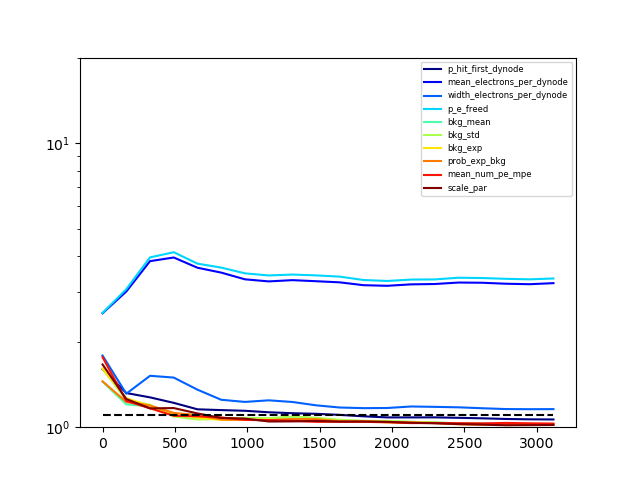 10¹
10⁰
0
500
1000
1500
2000
2500
3000
p_hit_first_dynode
mean_electrons_per_dynode
width_electrons_per_dynode
p_e_freed
bkg_mean
bkg_std
bkg_exp
prob_exp_bkg
mean_num_pe_mpe
scale_par